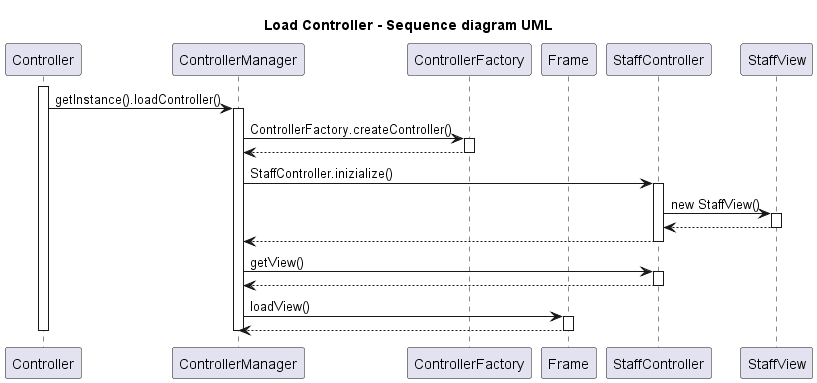 Load Controller - Sequence diagram UML
Controller ControllerManager ControllerFactory Frame StaffController StaffView
getInstance().loadController()
ControllerFactory.createController()
StaffController.inizialize()
new StaffView()
getView()
loadView()
Controller ControllerManager ControllerFactory Frame StaffController StaffView